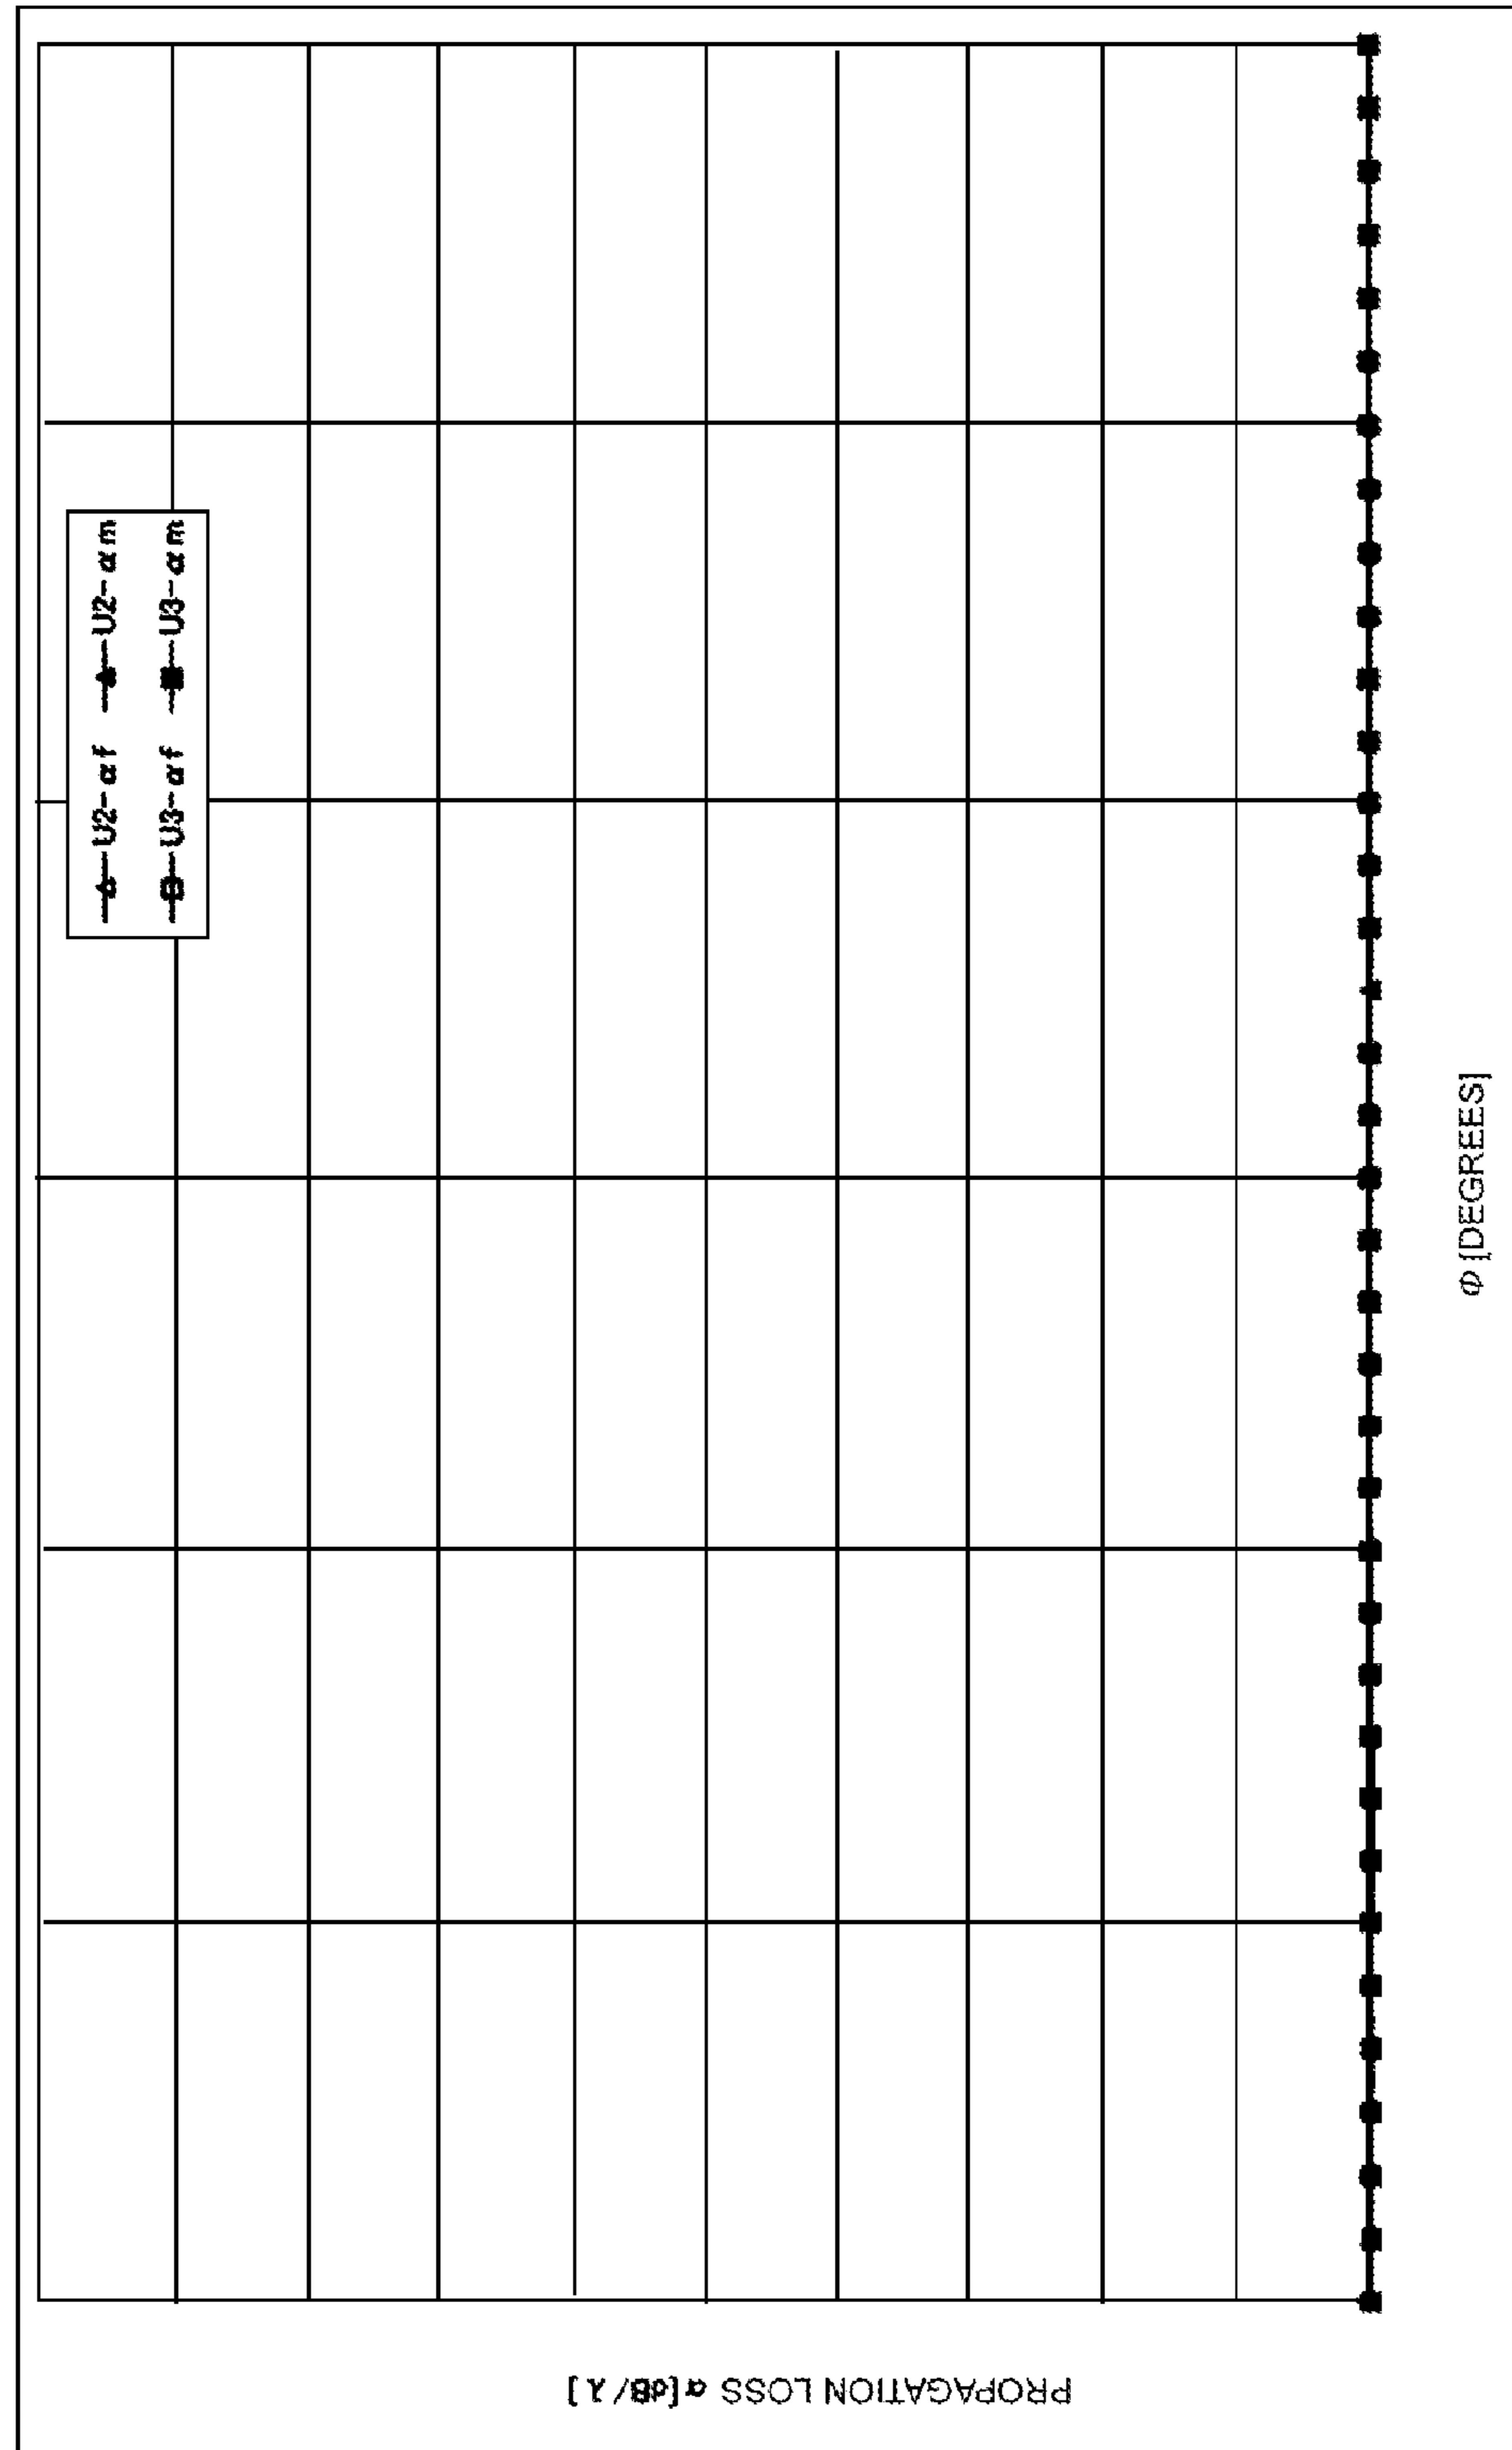 U2-αf U2-αm
U3-αf U3-αm
PROPAGATION LOSS α[dB/λ]
Φ [DEGREES]